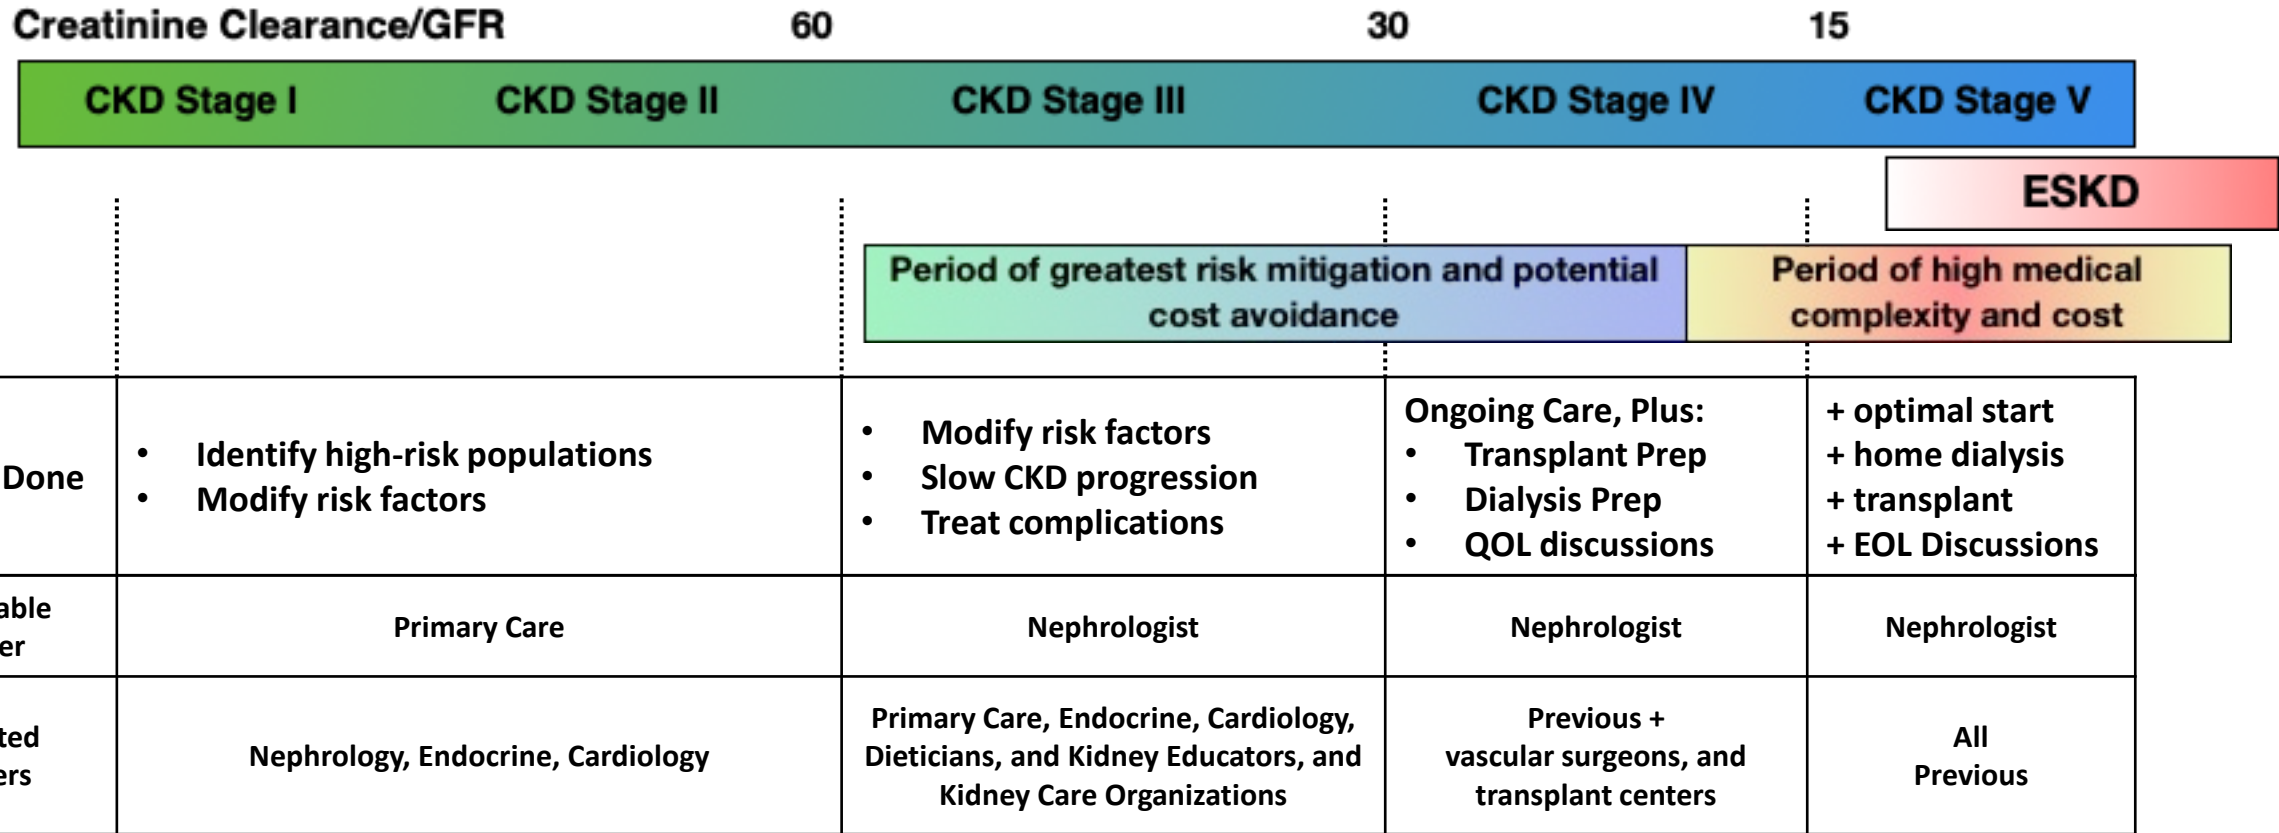 Creatinine Clearance/GFR 60 30 15
CKD Stage I CKD Stage II CKD Stage III CKD Stage IV CKD Stage V
ESKD
Period of greatest risk mitigation and potential
cost avoidance
Period of high medical
complexity and cost
Done
• Identify high-risk populations
• Modify risk factors
• Modify risk factors
• Slow CKD progression
• Treat complications
Ongoing Care, Plus:
• Transplant Prep
• Dialysis Prep
• QOL discussions
+ optimal start
+ home dialysis
+ transplant
+ EOL Discussions
able
er
Primary Care
Nephrologist
Nephrologist
Nephrologist
ted
ers
Nephrology, Endocrine, Cardiology
Primary Care, Endocrine, Cardiology,
Dieticians, and Kidney Educators, and
Kidney Care Organizations
Previous +
vascular surgeons, and
transplant centers
All
Previous